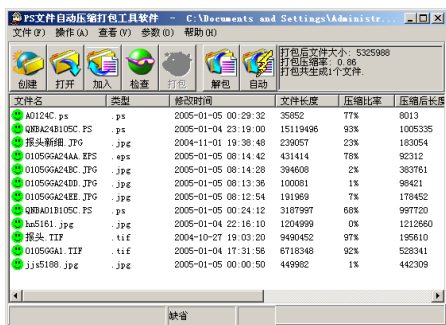 PS文件自动压缩打包工具软件 - C:\Documents and Settings\Administr...
文件(F) 操作(A) 查看(V) 参数(O) 帮助(H)
创建 打开 加入 检查 打包 解包 自动
打包后文件大小: 5325988
打包压缩率: 0.86
打包共生成1个文件.
文件名 类型 修改时间 文件长度 压缩比率 压缩后长度
A0124C.ps .ps 2005-01-05 00:29:32 35852 77% 8013
QNBA24B105C.PS .ps 2005-01-04 23:19:00 15119496 93% 1005335
报头新细.JPG .jpg 2004-11-01 19:38:48 239057 23% 183054
0105GGA24AA.EPS .eps 2005-01-05 08:14:42 431414 78% 92312
0105GGA24BC.JPG .jpg 2005-01-05 08:14:28 394608 2% 383761
0105GGA24DD.JPG .jpg 2005-01-05 08:13:36 100081 1% 98421
0105GGA24EE.JPG .jpg 2005-01-05 08:12:54 191969 7% 178452
QNBA01B105C.PS .ps 2005-01-05 00:24:12 3187997 68% 997720
hn5161.jpg .jpg 2005-01-04 22:16:10 1204999 0% 1212660
报头.TIF .tif 2004-10-27 19:03:20 9490452 97% 195610
0105GGA1.TIF .tif 2005-01-04 17:31:56 6718348 92% 528341
jjs5188.jpg .jpg 2005-01-05 00:00:50 449982 1% 442309
缺省